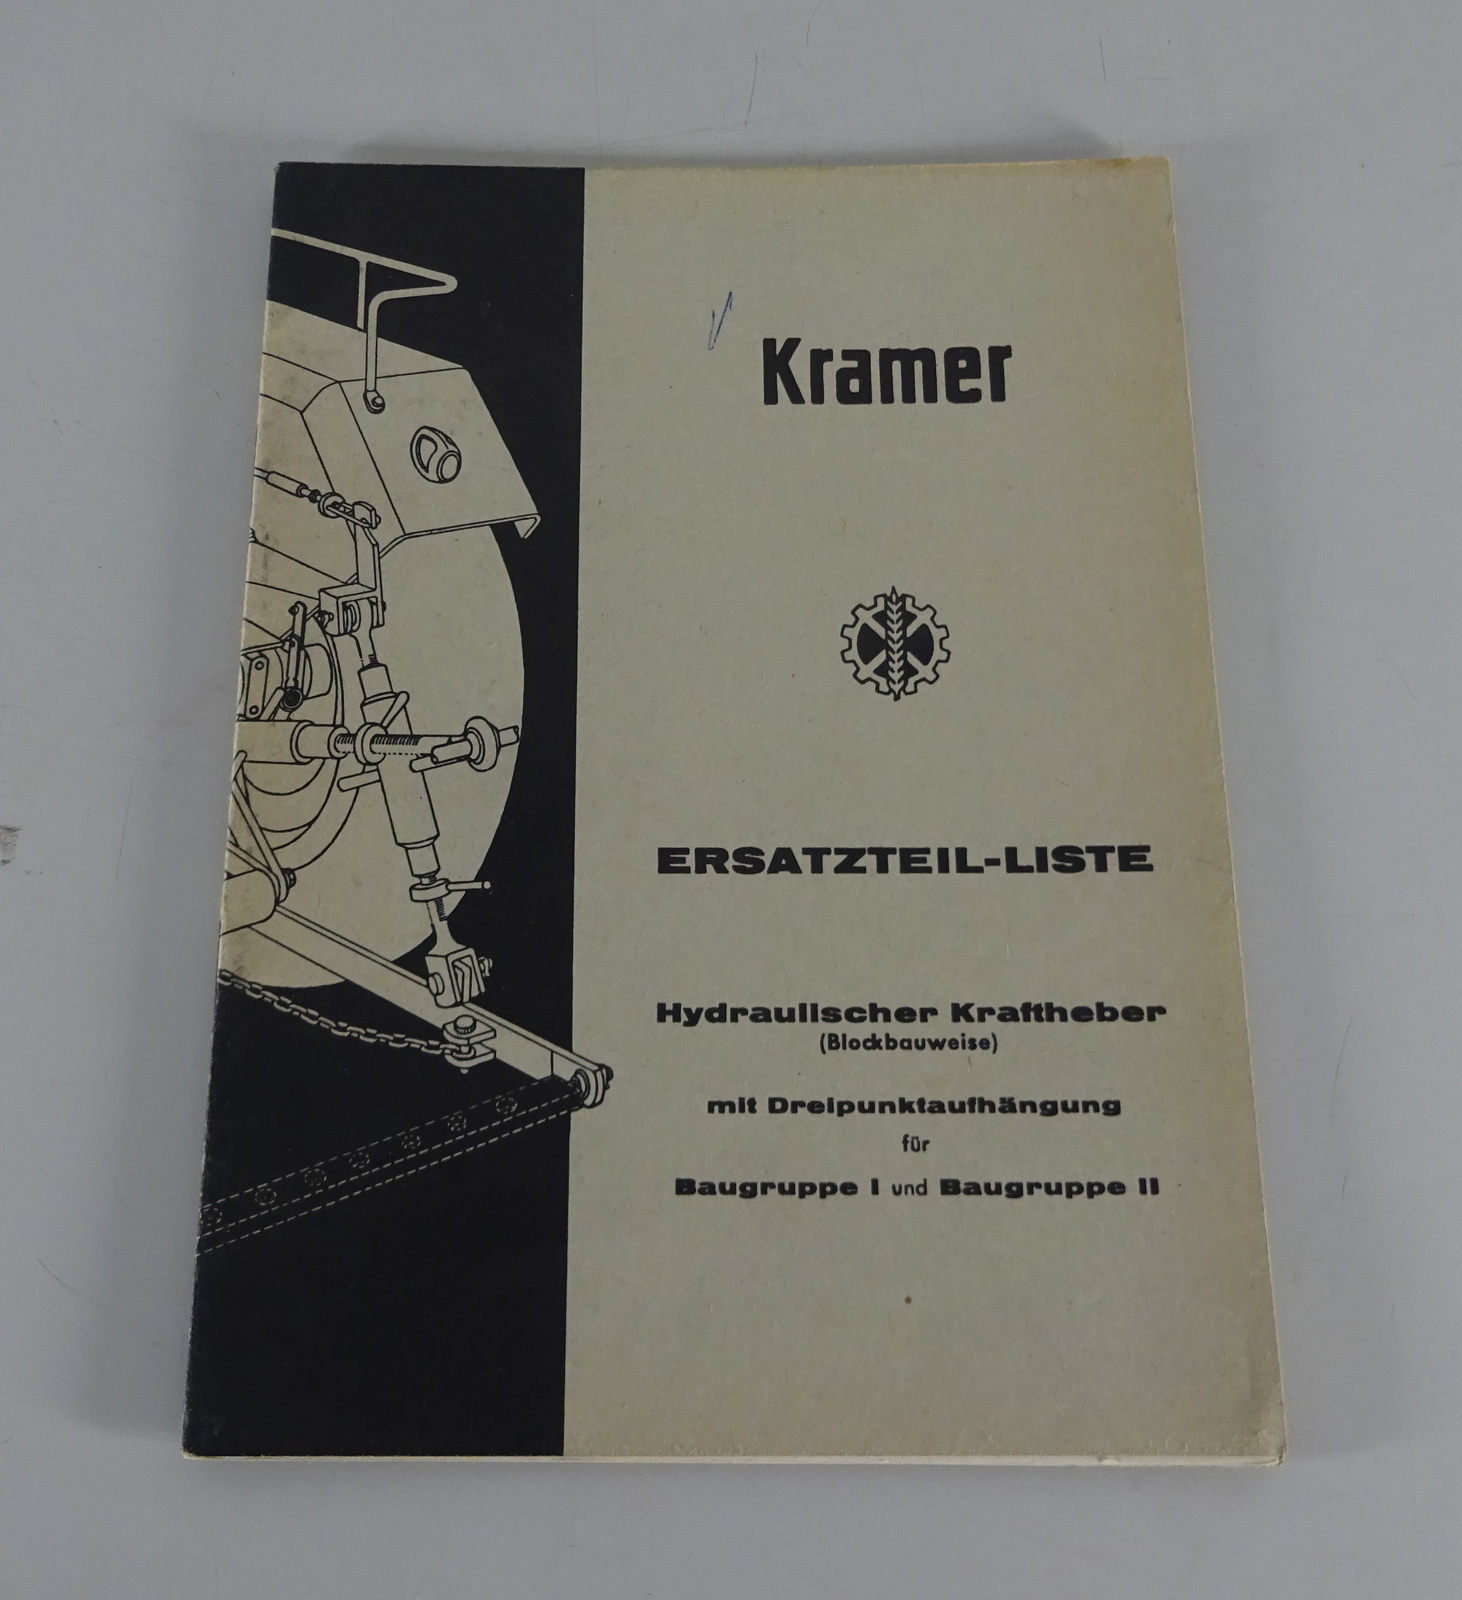 Kramer
ERSATZTEIL-LISTE
Hydraulischer Kraftheber
(Blockbauweise)
mit Dreipunktaufhängung
für
Baugruppe I und Baugruppe II